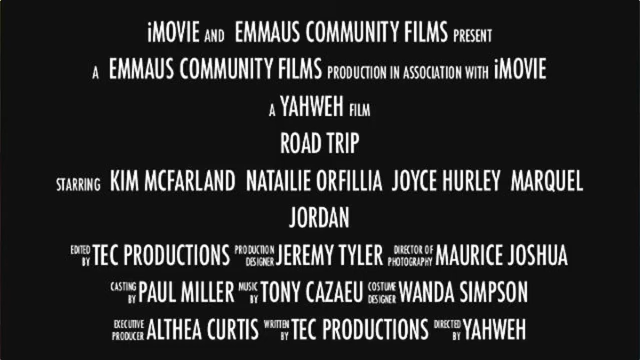 iMOVIE AND EMMAUS COMMUNITY FILMS PRESENT
A EMMAUS COMMUNITY FILMS PRODUCTION IN ASSOCIATION WITH iMOVIE
A YAHWEH FILM
ROAD TRIP
STARRING KIM MCFARLAND NATAILIE ORFILLIA JOYCE HURLEY MARQUEL
JORDAN
EDITED BY TEC PRODUCTIONS PRODUCTION DESIGNER JEREMY TYLER DIRECTOR OF PHOTOGRAPHY MAURICE JOSHUA
CASTING BY PAUL MILLER MUSIC BY TONY CAZAEU COSTUME DESIGNER WANDA SIMPSON
EXECUTIVE PRODUCER ALTHEA CURTIS WRITTEN BY TEC PRODUCTIONS DIRECTED BY YAHWEH